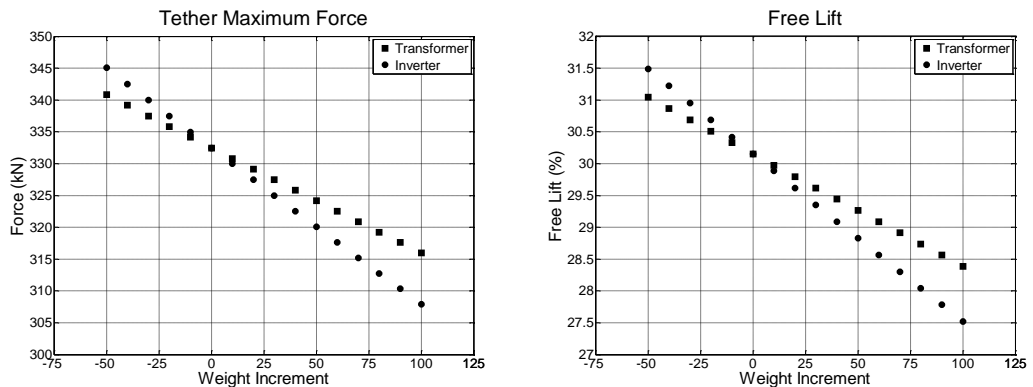 Tether Maximum Force
350
345
340
335
330
325
320
315
310
305
300
Force (kN)
Transformer
Inverter
-75 -50 -25 0 25 50 75 100 125
Weight Increment
Free Lift
32
31.5
31
30.5
30
29.5
29
28.5
28
27.5
27
Free Lift (%)
Transformer
Inverter
-75 -50 -25 0 25 50 75 100 125
Weight Increment